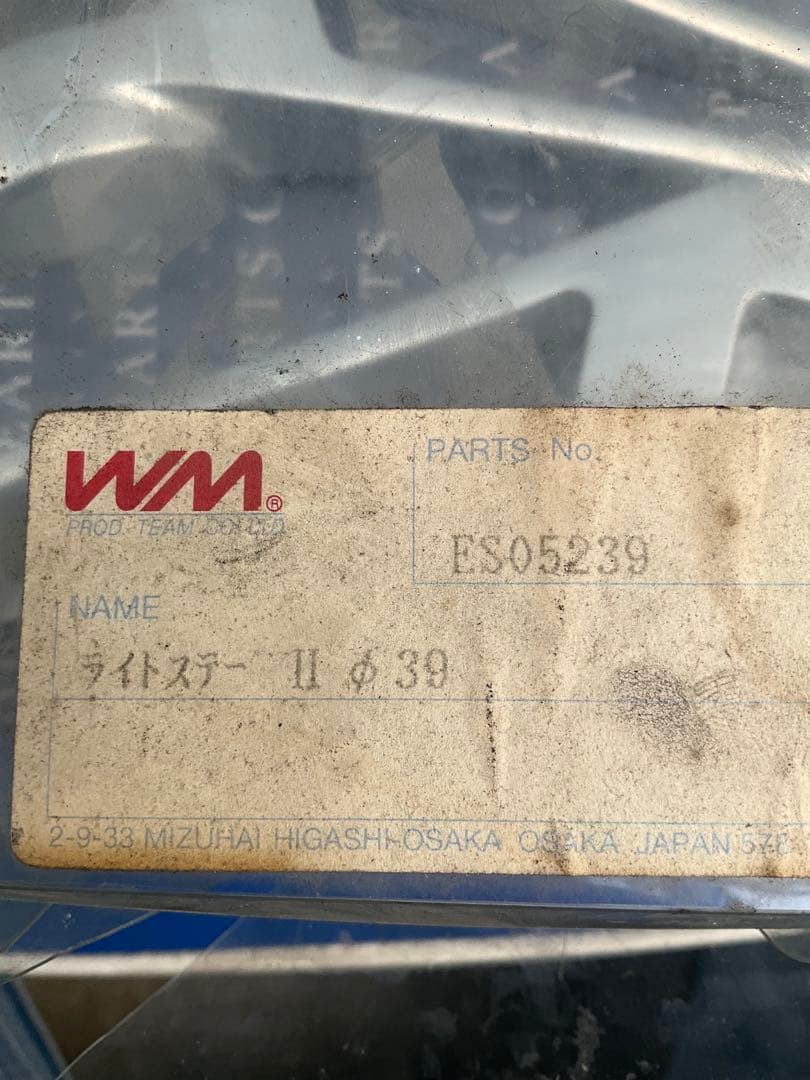 WM®
PROD. TEAM CO. LTD.
PARTS No.
ES05239
NAME
ライトステー II φ39
2-9-33 MIZUHAI HIGASHI-OSAKA OSAKA JAPAN 578